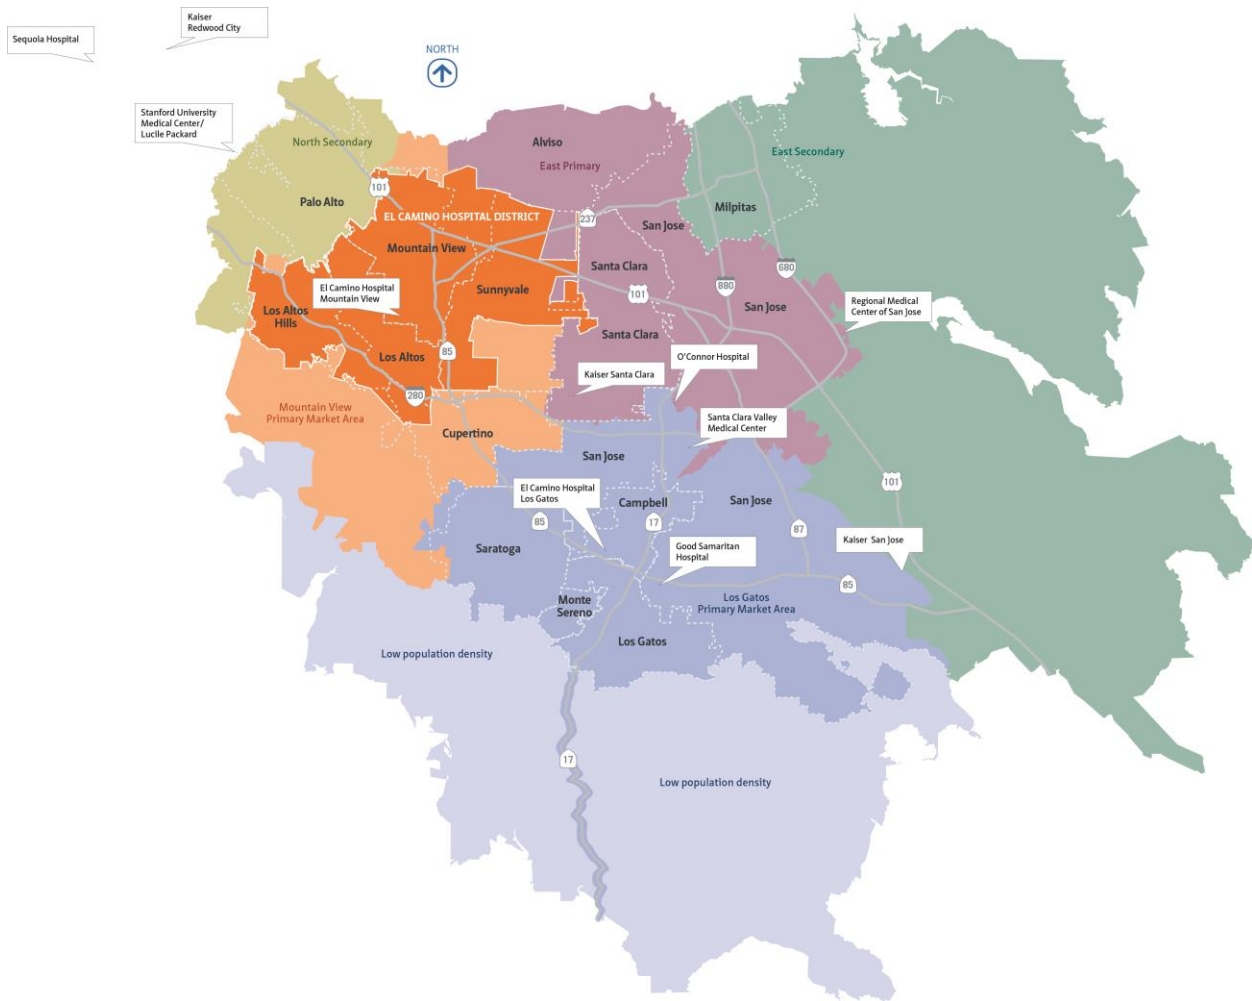 Kaiser
Redwood City
Sequoia Hospital
NORTH
Stanford University
Medical Center/
Lucile Packard
North Secondary
Alviso
East Primary
East Secondary
101
Palo Alto
Milpitas
EL CAMINO HOSPITAL DISTRICT
237
San Jose
Mountain View
Santa Clara
680
El Camino Hospital
Mountain View
Sunnyvale
880
101
Los Altos
Hills
San Jose
Regional Medical
Center of San Jose
Santa Clara
Los Altos
85
O'Connor Hospital
Kaiser Santa Clara
280
Mountain View
Primary Market Area
Santa Clara Valley
Medical Center
Cupertino
San Jose
101
El Camino Hospital
Los Gatos
Campbell
San Jose
85
17
87
Saratoga
Good Samaritan
Hospital
Kaiser San Jose
85
Monte
Sereno
Los Gatos
Primary Market Area
Los Gatos
Low population density
17
Low population density